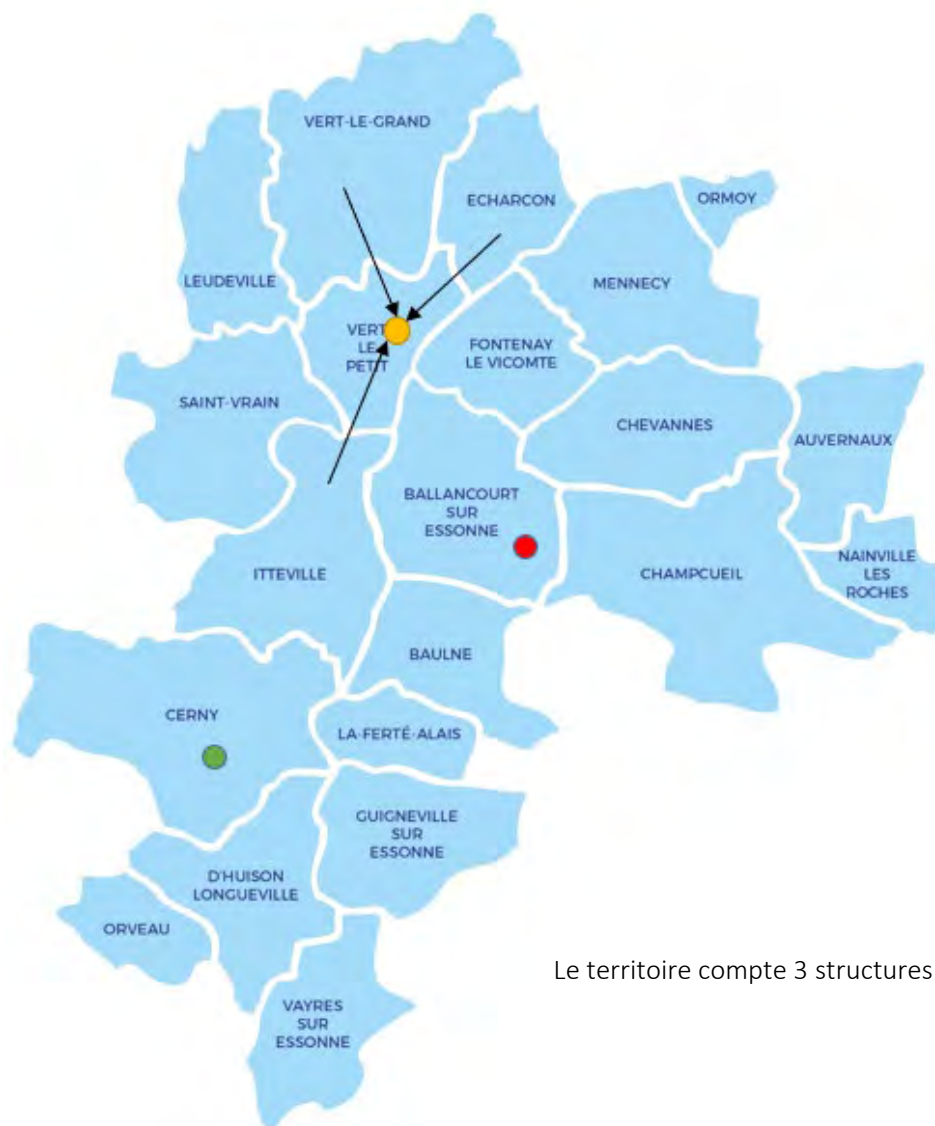 VERT-LE-GRAND
ECHARCON
ORMOY
LEUDEVILLE
MENNECY
VERT
LE
PETIT
FONTENAY
LE VICOMTE
SAINT-VRAIN
CHEVANNES
AUVERNAUX
BALLANCOURT
SUR
ESSONNE
ITTEVILLE
CHAMPCUEIL
NAINVILLE
LES
ROCHES
BAULNE
CERNY
LA-FERTÉ-ALAIS
GUIGNEVILLE
SUR
ESSONNE
D'HUISON
LONGUEVILLE
ORVEAU
VAYRES
SUR
ESSONNE
Le territoire compte 3 structures